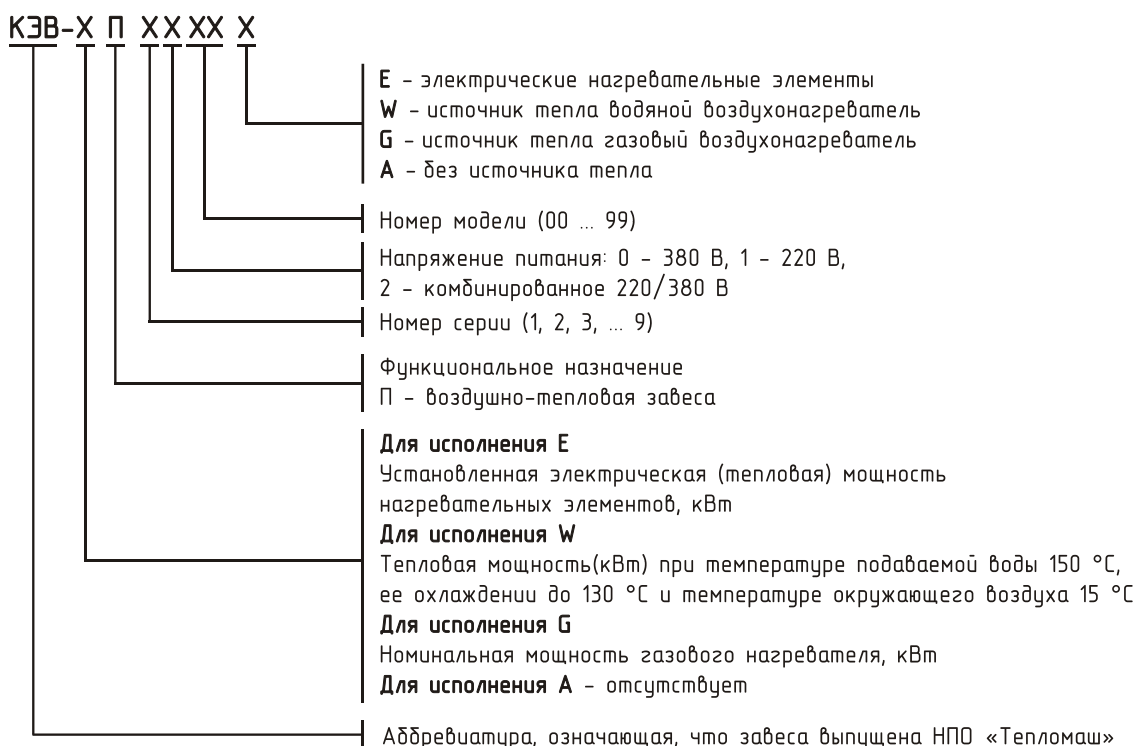 КЭВ-Х П Х Х ХХ Х
E – электрические нагревательные элементы
W – источник тепла водяной воздухонагреватель
G – источник тепла газовый воздухонагреватель
A – без источника тепла
Номер модели (00 ... 99)
Напряжение питания: 0 – 380 В, 1 – 220 В,
2 – комбинированное 220/380 В
Номер серии (1, 2, 3, ... 9)
Функциональное назначение
П – воздушно-тепловая завеса
Для исполнения E
Установленная электрическая (тепловая) мощность
нагревательных элементов, кВт
Для исполнения W
Тепловая мощность(кВт) при температуре подаваемой воды 150 °С,
ее охлаждении до 130 °С и температуре окружающего воздуха 15 °С
Для исполнения G
Номинальная мощность газового нагревателя, кВт
Для исполнения A – отсутствует
Аббревиатура, означающая, что завеса выпущена НПО «Тепломаш»